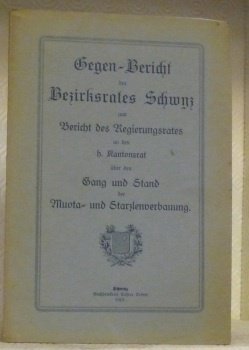 Gegen-Bericht
des
Bezirksrates Schwyz
zum
Bericht des Regierungsrates
an den
h. Kantonsrat
über den
Gang und Stand
der
Muota- und Starzlenverbauung.
Schwyz
Buchdruckerei